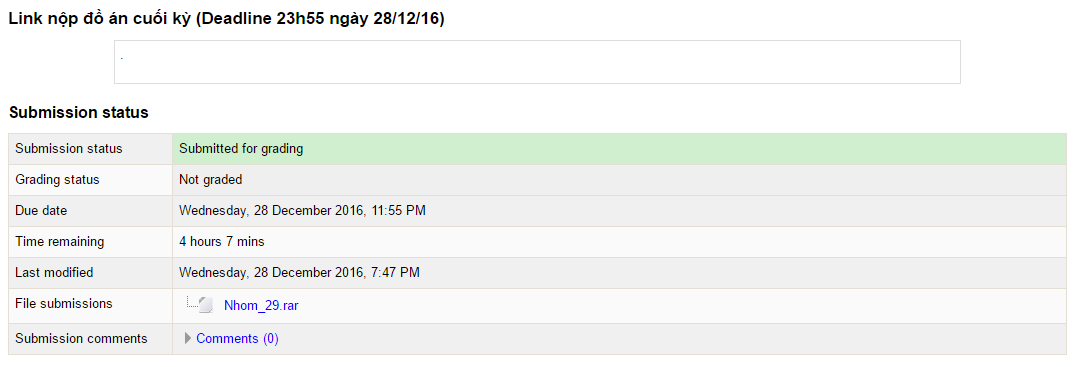 Link nộp đồ án cuối kỳ (Deadline 23h55 ngày 28/12/16)
.
Submission status
Submission status Submitted for grading
Grading status Not graded
Due date Wednesday, 28 December 2016, 11:55 PM
Time remaining 4 hours 7 mins
Last modified Wednesday, 28 December 2016, 7:47 PM
File submissions Nhom_29.rar
Submission comments Comments (0)